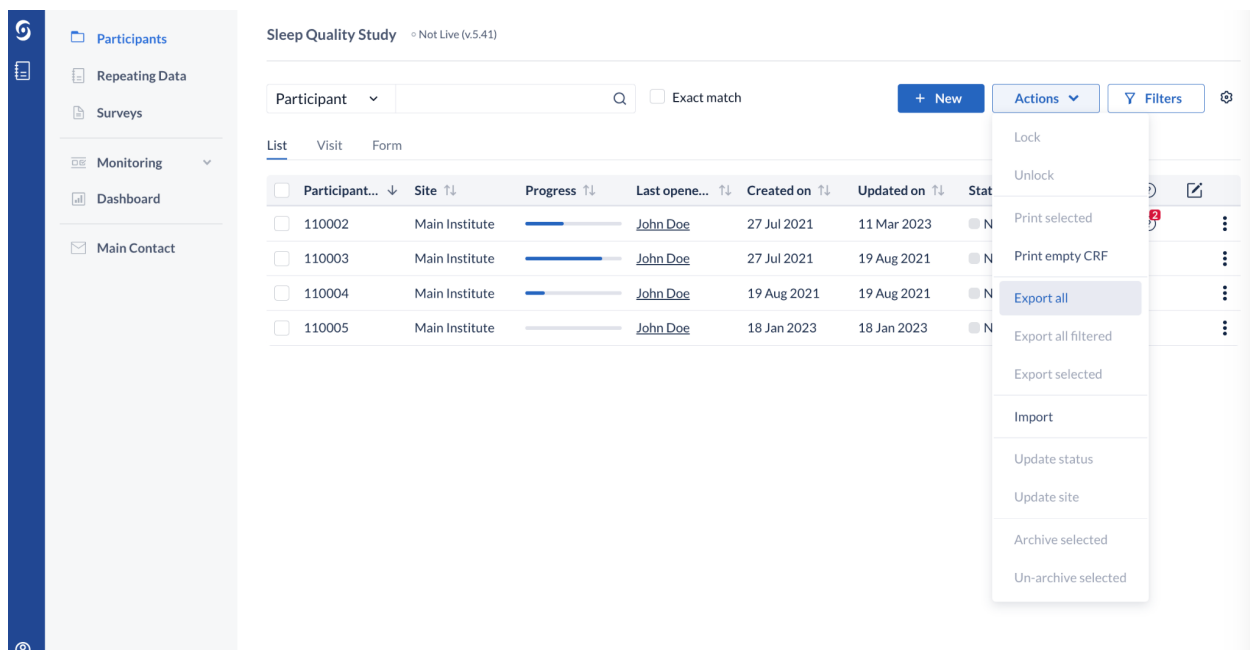 Sleep Quality Study Not Live (v.5.41)
Participants
Repeating Data
Surveys
Monitoring
Dashboard
Main Contact
Participant Exact match + New Actions Filters
List Visit Form
Participant... Site Progress Last opene... Created on Updated on Stat
110002 Main Institute John Doe 27 Jul 2021 11 Mar 2023 N 2
110003 Main Institute John Doe 27 Jul 2021 19 Aug 2021 N
110004 Main Institute John Doe 19 Aug 2021 19 Aug 2021 N
110005 Main Institute John Doe 18 Jan 2023 18 Jan 2023 N
Lock
Unlock
Print selected
Print empty CRF
Export all
Export all filtered
Export selected
Import
Update status
Update site
Archive selected
Un-archive selected